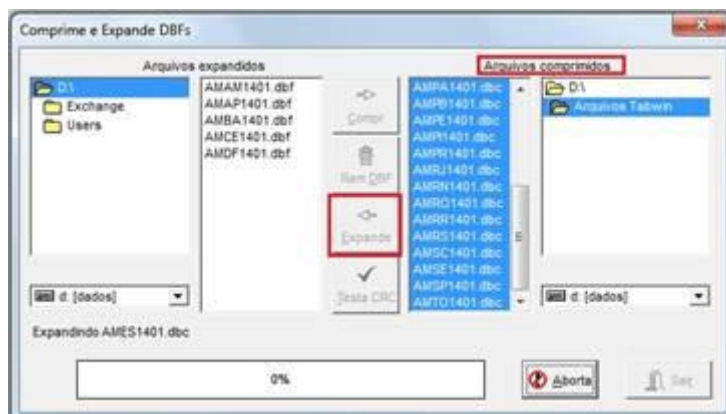 Comprime e Expande DBFs
Arquivos expandidos
Arquivos comprimidos
D:\
Exchange
Users
AMAM1401.dbf
AMAP1401.dbf
AMBA1401.dbf
AMCE1401.dbf
AMDF1401.dbf
Compr
Rem DBF
Expande
Testa CRC
AMPA1401.dbc
AMPB1401.dbc
AMPE1401.dbc
AMPI1401.dbc
AMPR1401.dbc
AMRJ1401.dbc
AMRN1401.dbc
AMRO1401.dbc
AMRR1401.dbc
AMRS1401.dbc
AMSC1401.dbc
AMSE1401.dbc
AMSP1401.dbc
AMTO1401.dbc
D:\
Arquivos Tabwin
d: [dados]
d: [dados]
Expandindo AMES1401.dbc
0%
Aborta